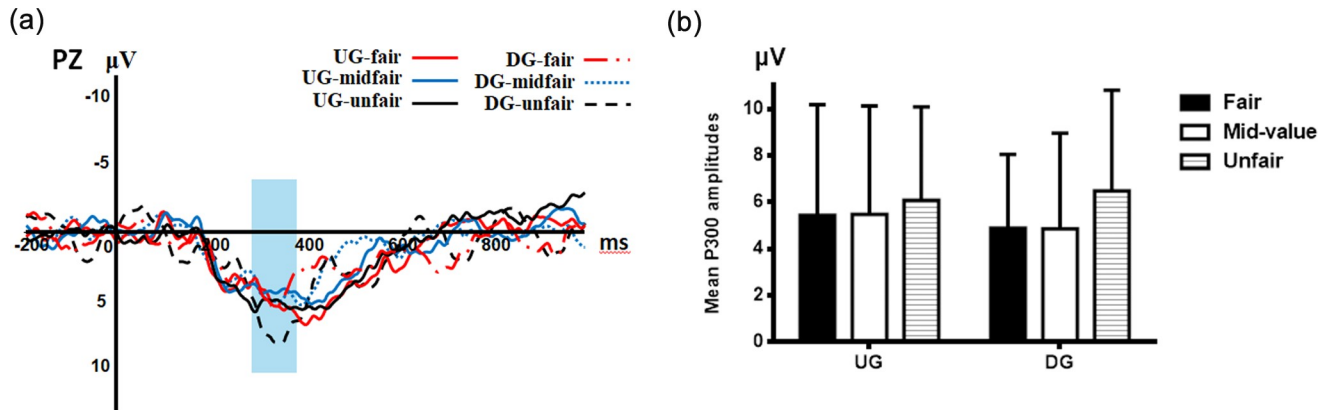 (a)
PZ μV
UG-fair DG-fair
UG-midfair DG-midfair
UG-unfair DG-unfair
-10
-5
-200 0 200 400 600 800 ms
5
10
(b)
μV
Mean P300 amplitudes
10
8
6
4
2
0
UG DG
Fair
Mid-value
Unfair